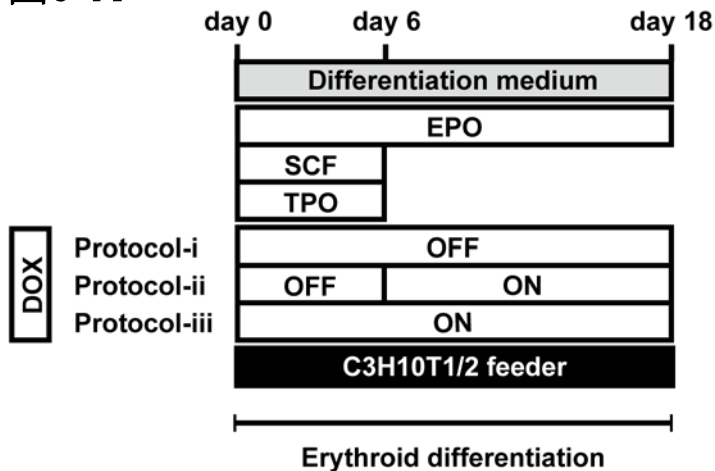 day 0 day 6 day 18
Differentiation medium
EPO
SCF
TPO
DOX
Protocol-i OFF
Protocol-ii OFF ON
Protocol-iii ON
C3H10T1/2 feeder
Erythroid differentiation